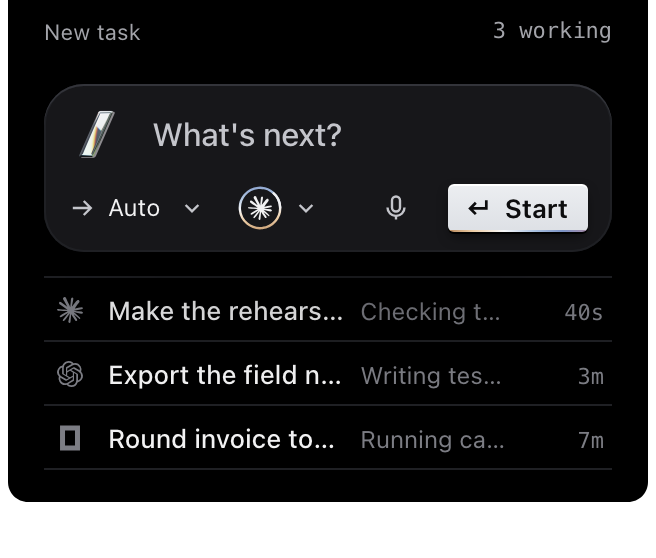 New task 3 working
What's next?
Auto Start
Make the rehears... Checking t... 40s
Export the field n... Writing tes... 3m
Round invoice to... Running ca... 7m